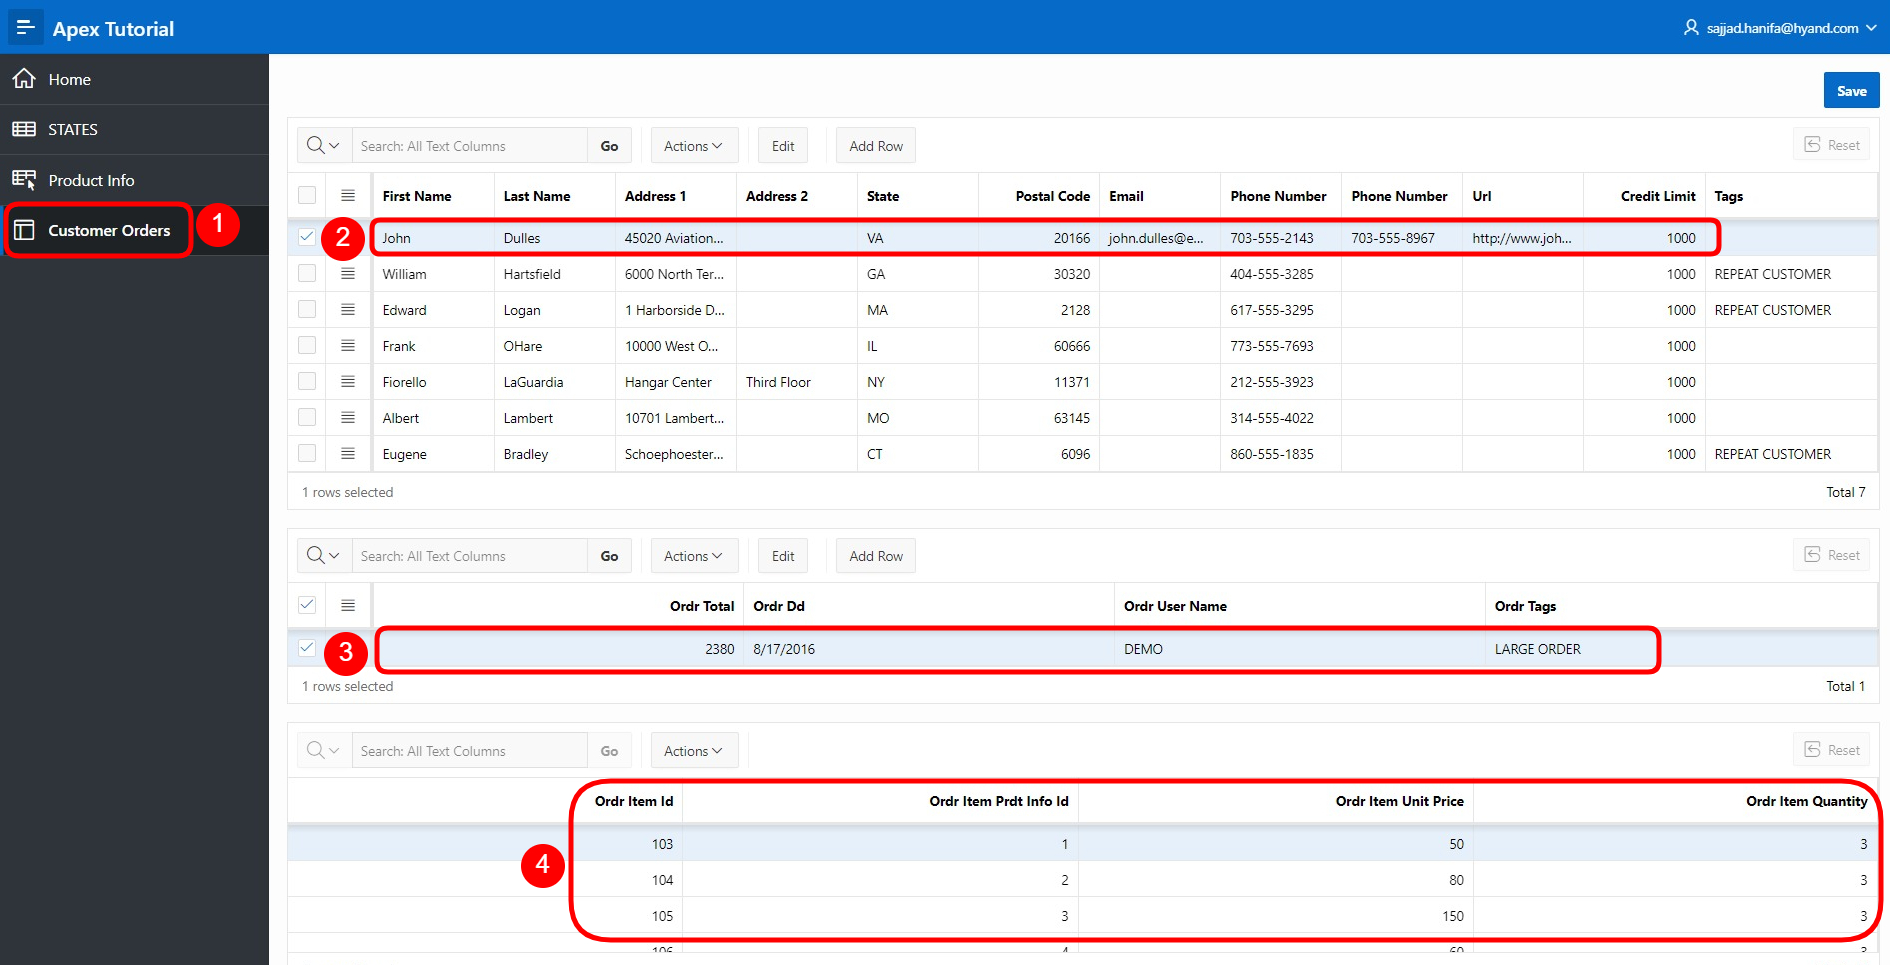 Apex Tutorial
sajjad.hanifa@hyand.com
Home
STATES
Product Info
Customer Orders
1
Save
Search: All Text Columns Go Actions Edit Add Row Reset
First Name Last Name Address 1 Address 2 State Postal Code Email Phone Number Phone Number Url Credit Limit Tags
2 John Dulles 45020 Aviation... VA 20166 john.dulles@e... 703-555-2143 703-555-8967 http://www.joh... 1000
William Hartsfield 6000 North Ter... GA 30320 404-555-3285 1000 REPEAT CUSTOMER
Edward Logan 1 Harborside D... MA 2128 617-555-3295 1000 REPEAT CUSTOMER
Frank OHare 10000 West O... IL 60666 773-555-7693 1000
Fiorello LaGuardia Hangar Center Third Floor NY 11371 212-555-3923 1000
Albert Lambert 10701 Lambert... MO 63145 314-555-4022 1000
Eugene Bradley Schoephoester... CT 6096 860-555-1835 1000 REPEAT CUSTOMER
1 rows selected Total 7
Search: All Text Columns Go Actions Edit Add Row Reset
Ordr Total Ordr Dd Ordr User Name Ordr Tags
3 2380 8/17/2016 DEMO LARGE ORDER
1 rows selected Total 1
Search: All Text Columns Go Actions Reset
Ordr Item Id Ordr Item Prdt Info Id Ordr Item Unit Price Ordr Item Quantity
103 1 50 3
4
104 2 80 3
105 3 150 3
106 4 60 3